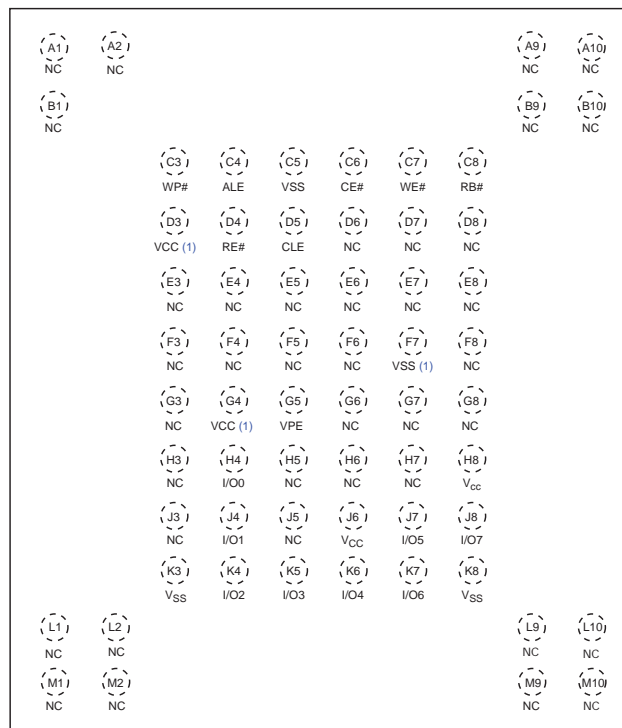 A1 A2 A9 A10
NC NC NC NC
B1 B9 B10
NC NC NC
C3 C4 C5 C6 C7 C8
WP# ALE VSS CE# WE# RB#
D3 D4 D5 D6 D7 D8
VCC (1) RE# CLE NC NC NC
E3 E4 E5 E6 E7 E8
NC NC NC NC NC NC
F3 F4 F5 F6 F7 F8
NC NC NC NC VSS (1) NC
G3 G4 G5 G6 G7 G8
NC VCC (1) VPE NC NC NC
H3 H4 H5 H6 H7 H8
NC I/O0 NC NC NC Vcc
J3 J4 J5 J6 J7 J8
NC I/O1 NC VCC I/O5 I/O7
K3 K4 K5 K6 K7 K8
VSS I/O2 I/O3 I/O4 I/O6 VSS
L1 L2 L9 L10
NC NC NC NC
M1 M2 M9 M10
NC NC NC NC